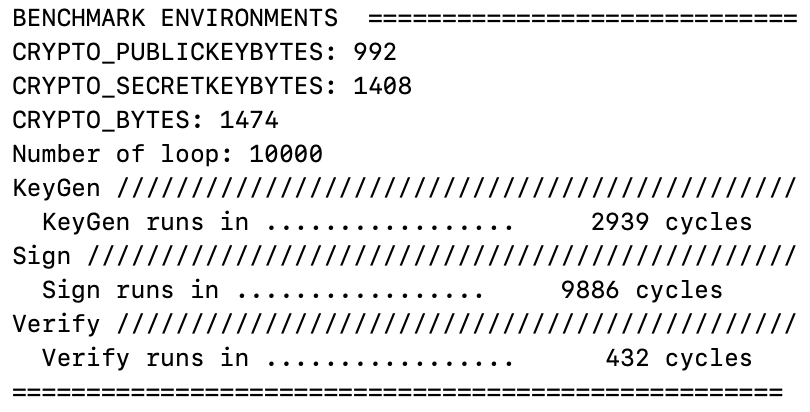 BENCHMARK ENVIRONMENTS  =============================
CRYPTO_PUBLICKEYBYTES: 992
CRYPTO_SECRETKEYBYTES: 1408
CRYPTO_BYTES: 1474
Number of loop: 10000
KeyGen //////////////////////////////////////////////
  KeyGen runs in .................     2939 cycles
Sign ////////////////////////////////////////////////
  Sign runs in .................     9886 cycles
Verify //////////////////////////////////////////////
  Verify runs in .................      432 cycles
====================================================